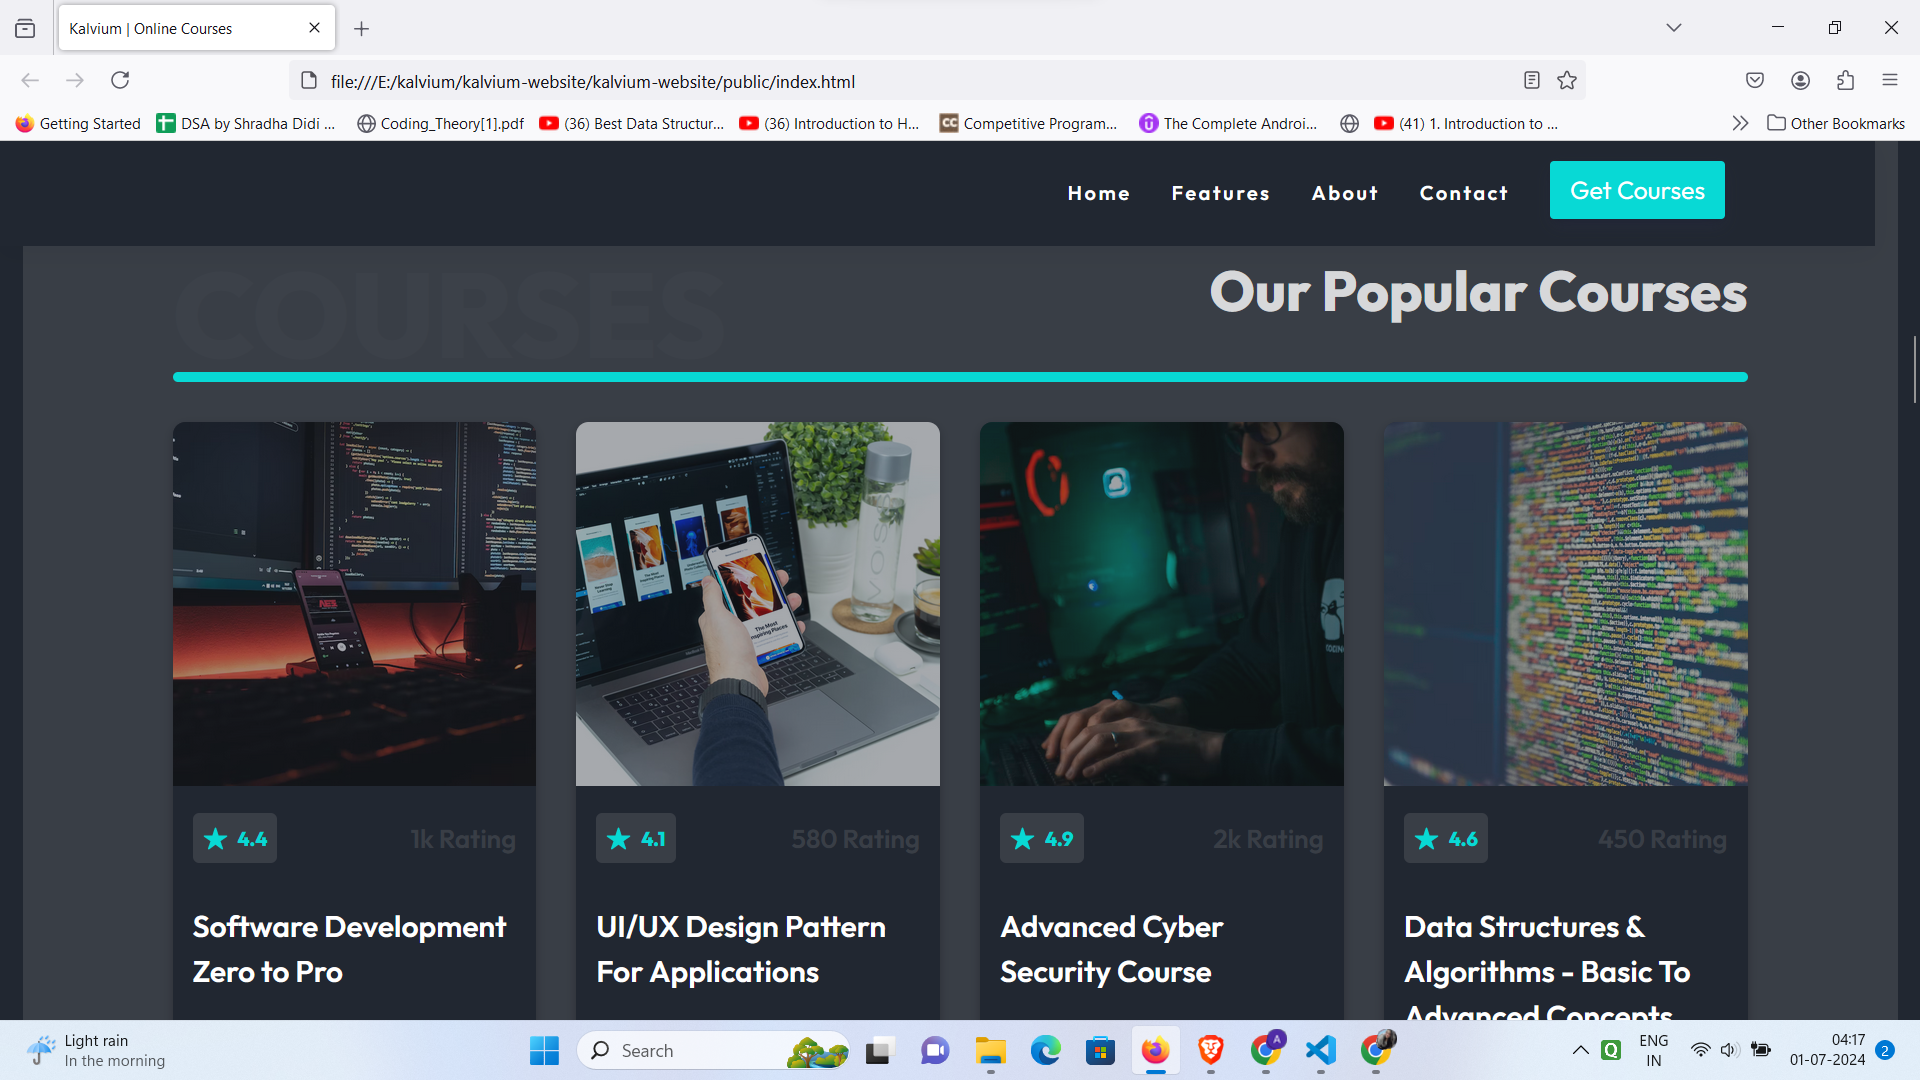 Kalvium | Online Courses
file:///E:/kalvium/kalvium-website/kalvium-website/public/index.html
Getting Started
DSA by Shradha Didi ...
Coding_Theory[1].pdf
(36) Best Data Structur...
(36) Introduction to H...
CC
Competitive Program...
The Complete Androi...
(41) 1. Introduction to ...
Other Bookmarks
Home
Features
About
Contact
Get Courses
COURSES
Our Popular Courses
4.4
1k Rating
4.1
580 Rating
4.9
2k Rating
4.6
450 Rating
Software Development
Zero to Pro
UI/UX Design Pattern
For Applications
Advanced Cyber
Security Course
Data Structures &
Algorithms - Basic To
Advanced Concepts
Light rain
In the morning
Search
A
ENG
IN
04:17
01-07-2024
2